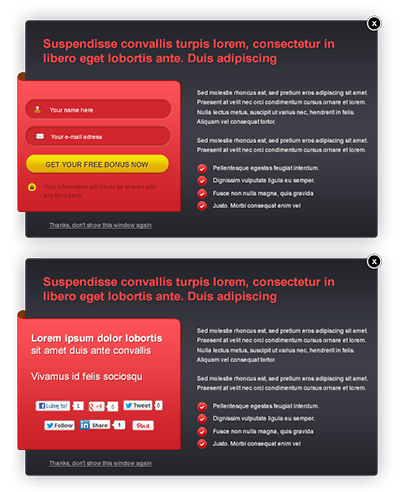 x
Suspendisse convallis turpis lorem, consectetur in
libero eget lobortis ante. Duis adipiscing
Your name here
Your e-mail adress
GET YOUR FREE BONUS NOW
Your information will never be shared with
any third party
Sed molestie rhoncus est, sed pretium eros adipiscing sit amet.
Praesent at velit nec orci condimentum cursus ornare et lorem.
Nulla lectus metus, suscipit ut varius nec, hendrerit in felis.
Aliquam vel consequat tortor.
Sed molestie rhoncus est, sed pretium eros adipiscing sit amet.
Praesent at velit nec orci condimentum cursus ornare et lorem.
Pellentesque egestas feugiat interdum.
Dignissim vulputate ligula eu semper.
Fusce non nulla magna, quis gravida
Justo. Morbi consequat enim vel
Thanks, don't show this window again
x
Suspendisse convallis turpis lorem, consectetur in
libero eget lobortis ante. Duis adipiscing
Lorem ipsum dolor lobortis
sit amet duis ante convallis
Vivamus id felis sociosqu
Lubię to! 1 +1 0 Tweet 0
Follow Share 1 Pin it
Sed molestie rhoncus est, sed pretium eros adipiscing sit amet.
Praesent at velit nec orci condimentum cursus ornare et lorem.
Nulla lectus metus, suscipit ut varius nec, hendrerit in felis.
Aliquam vel consequat tortor.
Sed molestie rhoncus est, sed pretium eros adipiscing sit amet.
Praesent at velit nec orci condimentum cursus ornare et lorem.
Pellentesque egestas feugiat interdum.
Dignissim vulputate ligula eu semper.
Fusce non nulla magna, quis gravida
Justo. Morbi consequat enim vel
Thanks, don't show this window again